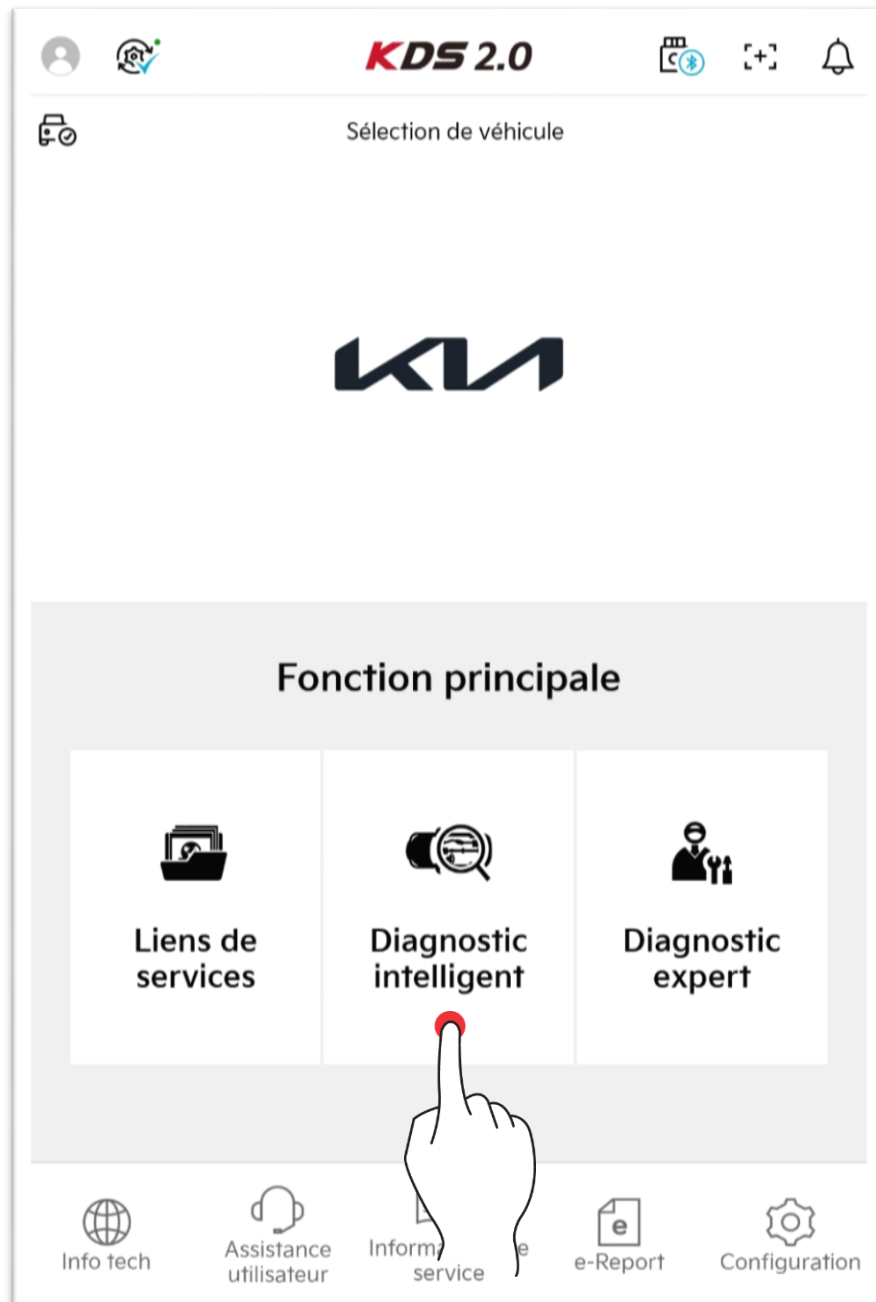 KDS 2.0
Sélection de véhicule
KIA
Fonction principale
Liens de
services
Diagnostic
intelligent
Diagnostic
expert
Info tech
Assistance
utilisateur
service
e
e-Report
Configuration